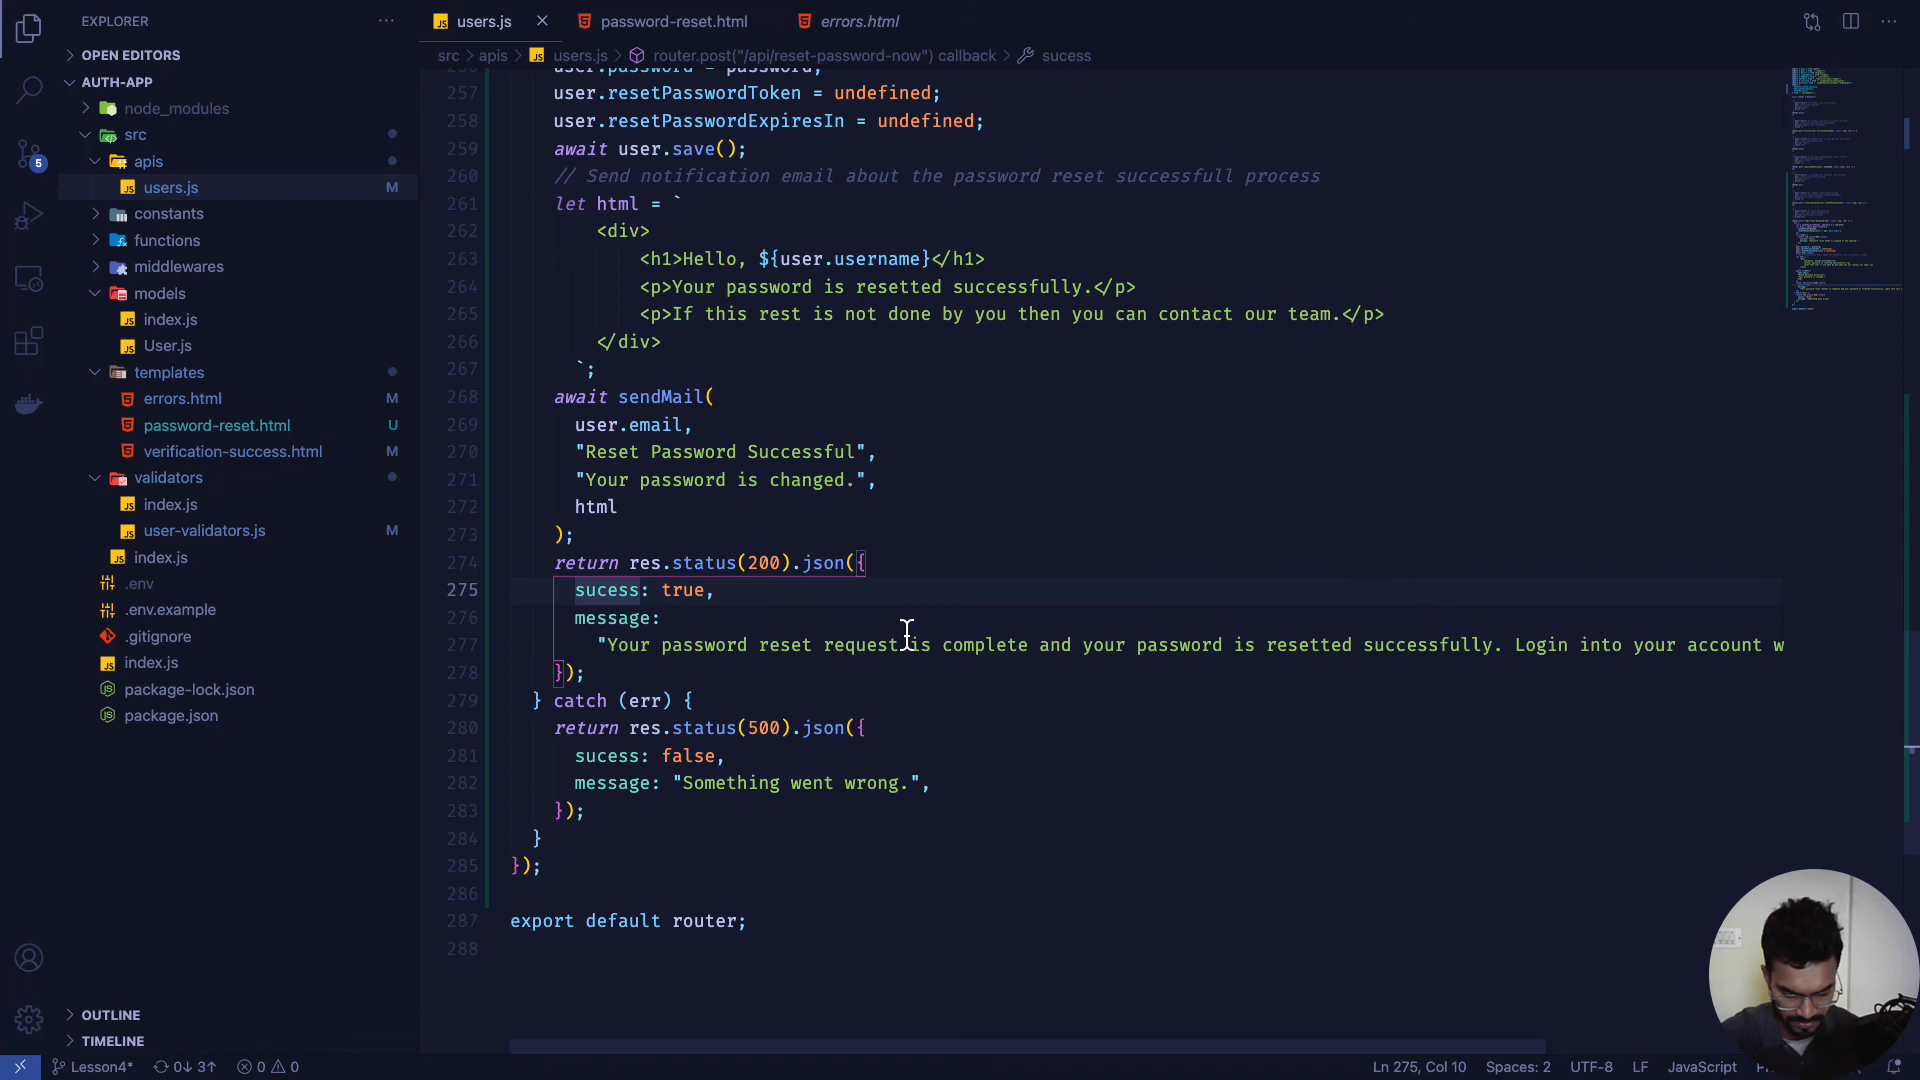 EXPLORER
OPEN EDITORS
AUTH-APP
node_modules
src
apis
users.js M
constants
functions
middlewares
models
index.js
User.js
templates
errors.html M
password-reset.html U
verification-success.html M
validators
index.js
user-validators.js M
index.js
.env
.env.example
.gitignore
index.js
package-lock.json
package.json
OUTLINE
TIMELINE
5
users.js
password-reset.html
errors.html
src > apis > users.js > router.post("/api/reset-password-now") callback > sucess
user.password = password;
257 user.resetPasswordToken = undefined;
258 user.resetPasswordExpiresIn = undefined;
259 await user.save();
260 // Send notification email about the password reset successfull process
261 let html = `
262 <div>
263 <h1>Hello, ${user.username}</h1>
264 <p>Your password is resetted successfully.</p>
265 <p>If this rest is not done by you then you can contact our team.</p>
266 </div>
267 `;
268 await sendMail(
269 user.email,
270 "Reset Password Successful",
271 "Your password is changed.",
272 html
273 );
274 return res.status(200).json({
275 sucess: true,
276 message:
277 "Your password reset request is complete and your password is resetted successfully. Login into your account w
278 });
279 } catch (err) {
280 return res.status(500).json({
281 sucess: false,
282 message: "Something went wrong.",
283 });
284 }
285 });
286
287 export default router;
288
Lesson4* 0↓ 3↑ 0 0
Ln 275, Col 10 Spaces: 2 UTF-8 LF JavaScript